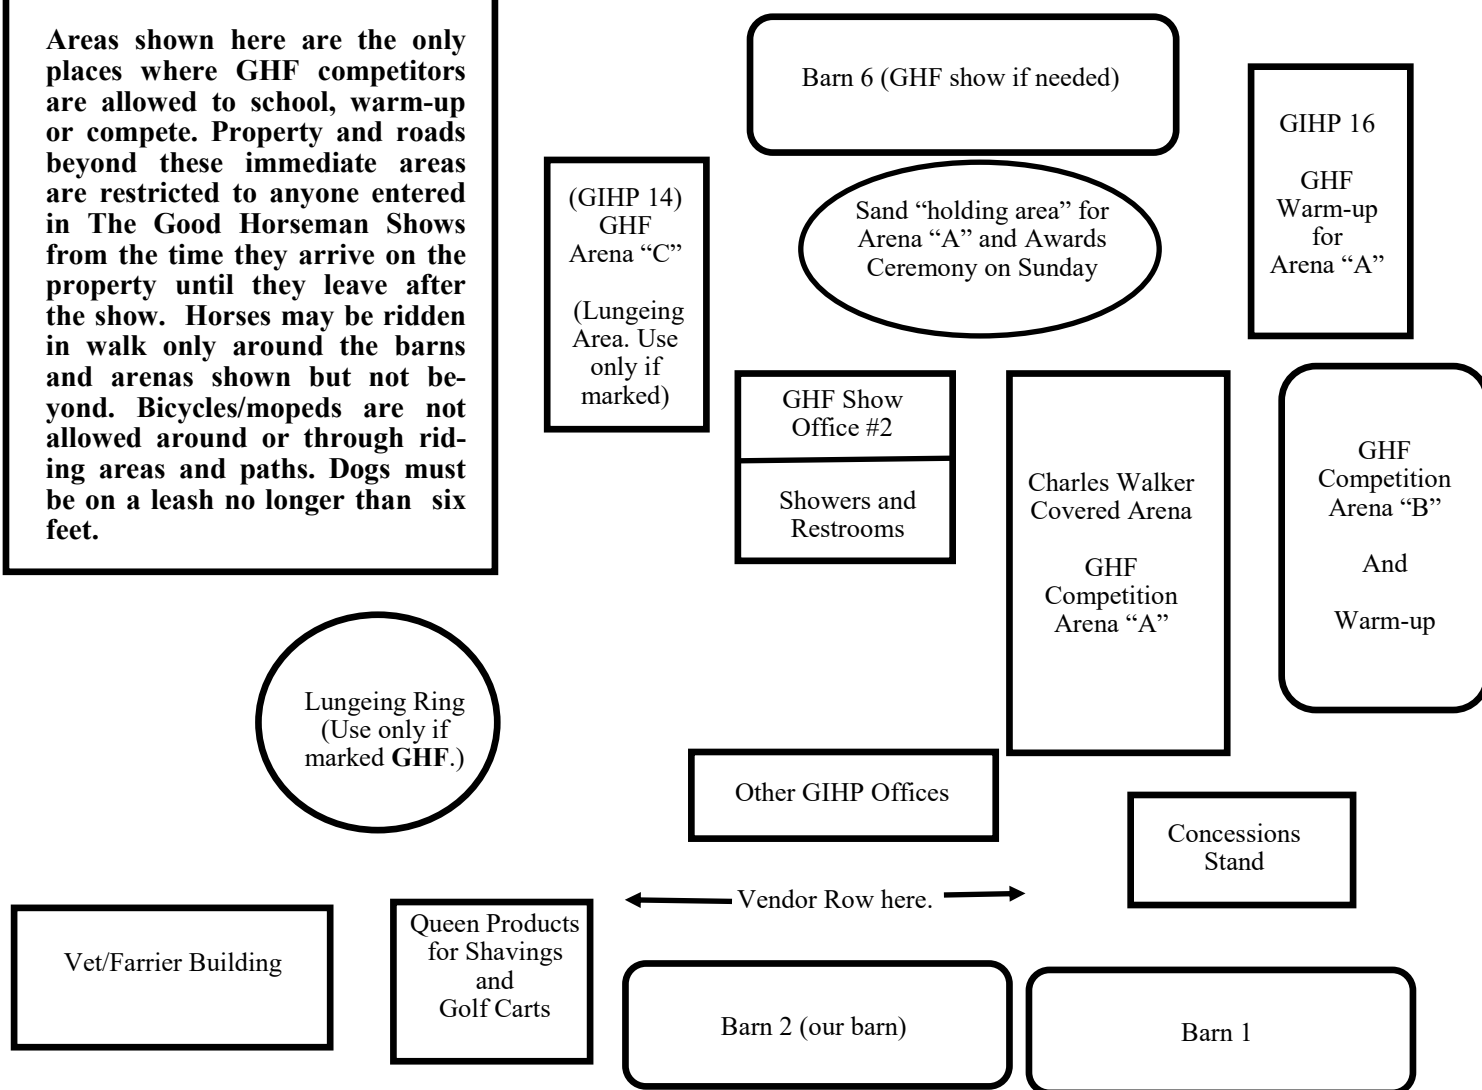 Areas shown here are the only
places where GHF competitors
are allowed to school, warm-up
or compete. Property and roads
beyond these immediate areas
are restricted to anyone entered
in The Good Horseman Shows
from the time they arrive on the
property until they leave after
the show.  Horses may be ridden
in walk only around the barns
and arenas shown but not be-
yond. Bicycles/mopeds are not
allowed around or through rid-
ing areas and paths. Dogs must
be on a leash no longer than  six
feet.
Barn 6 (GHF show if needed)
GIHP 16
GHF
Warm-up
for
Arena “A”
(GIHP 14)
GHF
Arena “C”
(Lungeing
Area. Use
only if
marked)
Sand “holding area” for
Arena “A” and Awards
Ceremony on Sunday
GHF Show
Office #2
Showers and
Restrooms
Charles Walker
Covered Arena
GHF
Competition
Arena “A”
GHF
Competition
Arena “B”
And
Warm-up
Lungeing Ring
(Use only if
marked GHF.)
Other GIHP Offices
Concessions
Stand
Vendor Row here.
Vet/Farrier Building
Queen Products
for Shavings
and
Golf Carts
Barn 2 (our barn)
Barn 1